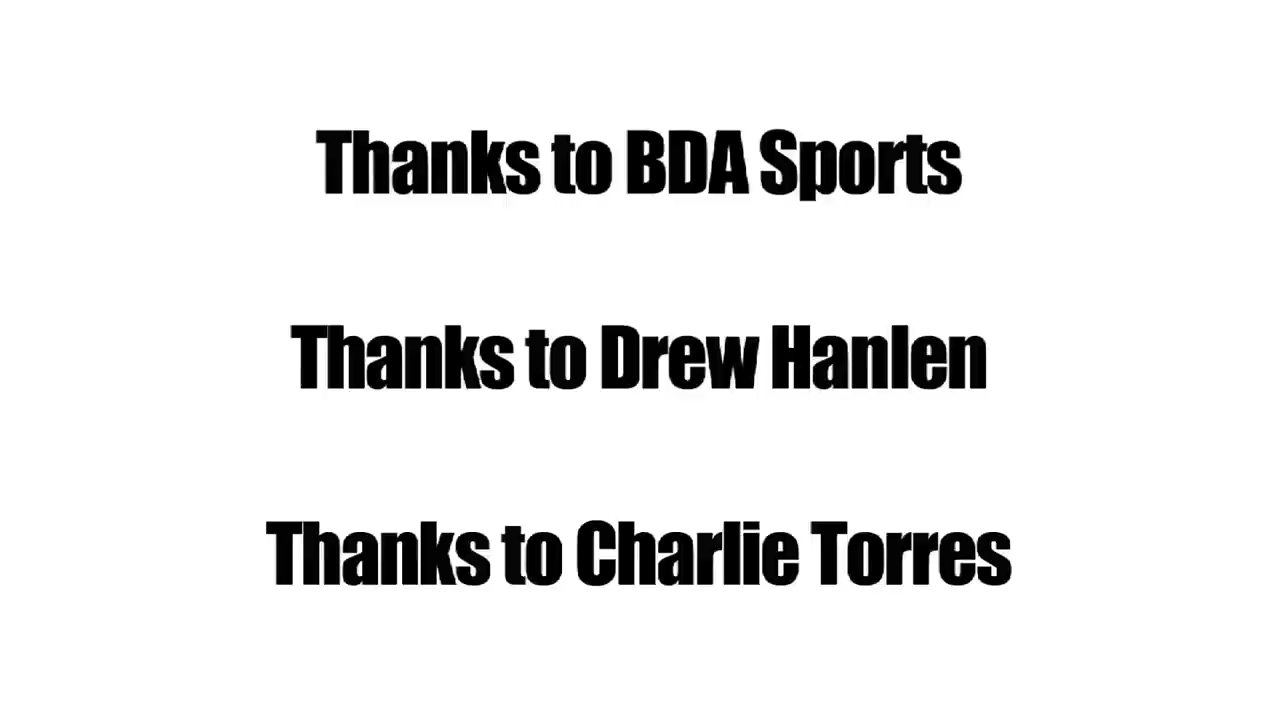 Thanks to BDA Sports
Thanks to Drew Hanlen
Thanks to Charlie Torres